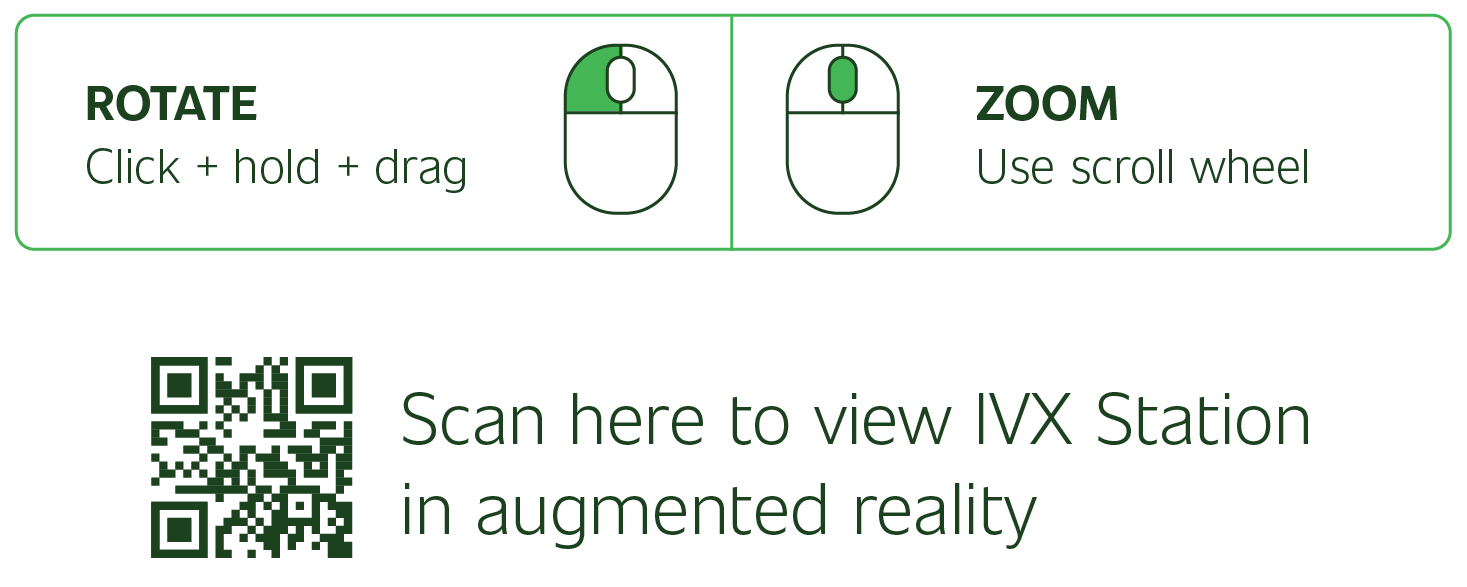 ROTATE
Click + hold + drag
ZOOM
Use scroll wheel
Scan here to view IVX Station
in augmented reality